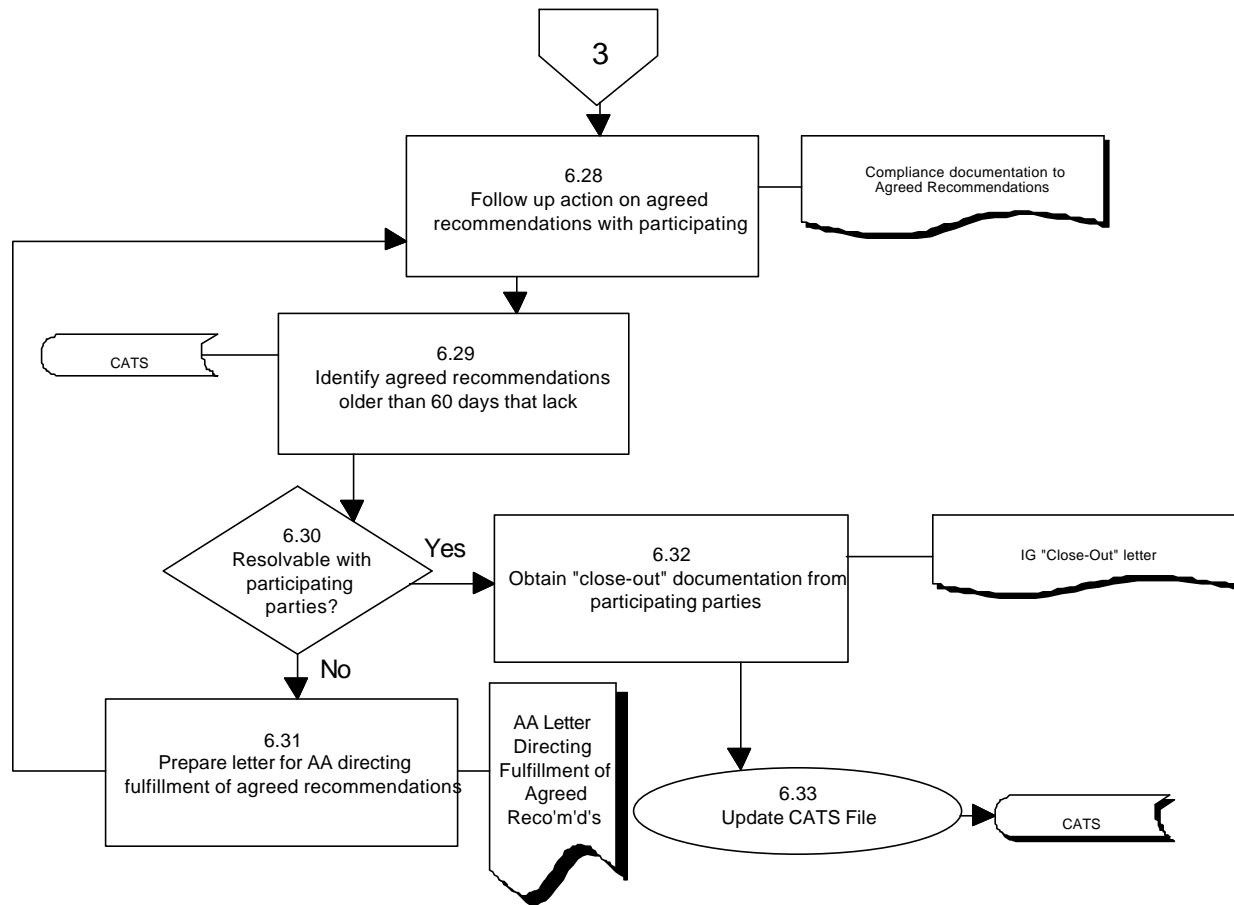 3
6.28
Follow up action on agreed
recommendations with participating
Compliance documentation to
Agreed Recommendations
CATS
6.29
Identify agreed recommendations
older than 60 days that lack
6.30
Resolvable with
participating
parties?
Yes
6.32
Obtain "close-out" documentation from
participating parties
IG "Close-Out" letter
No
6.31
Prepare letter for AA directing
fulfillment of agreed recommendations
AA Letter
Directing
Fulfillment of
Agreed
Reco'm'd's
6.33
Update CATS File
CATS